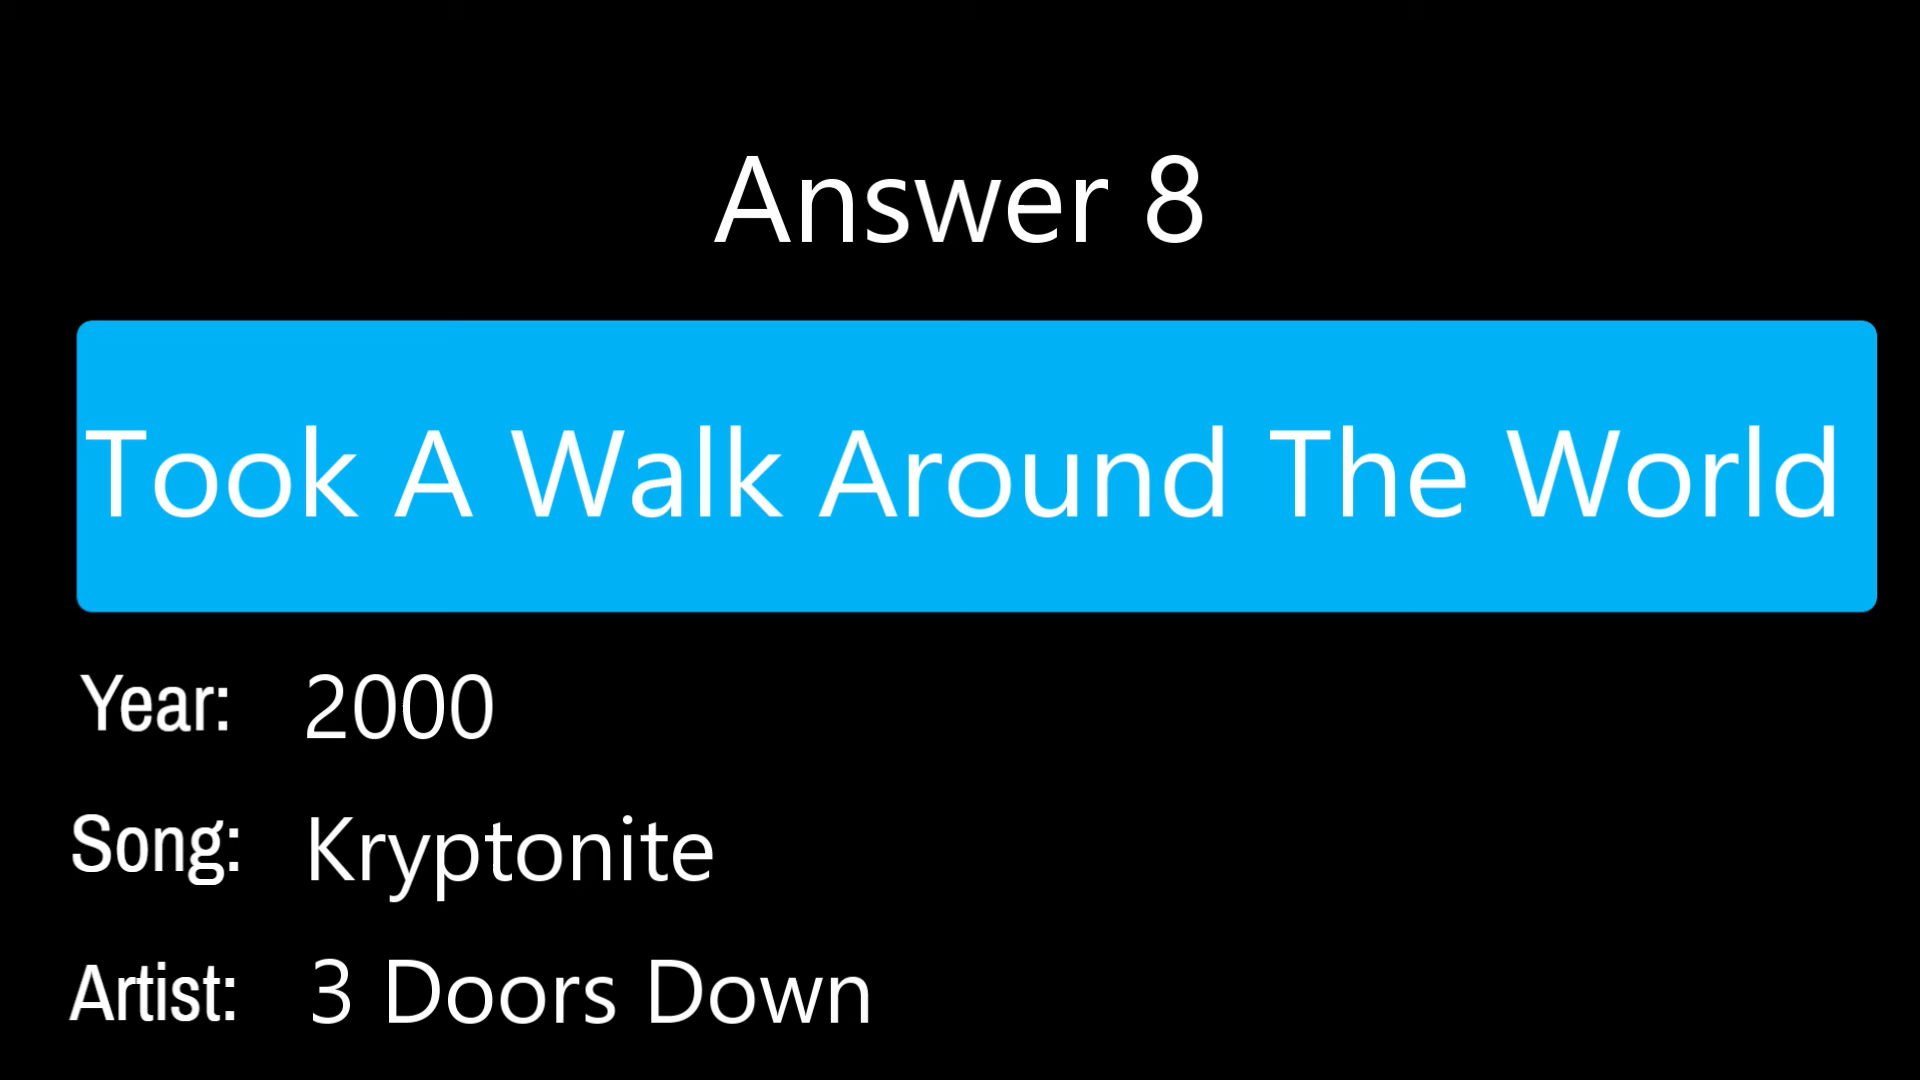 Answer 8
Took A Walk Around The World
Year: 2000
Song: Kryptonite
Artist: 3 Doors Down